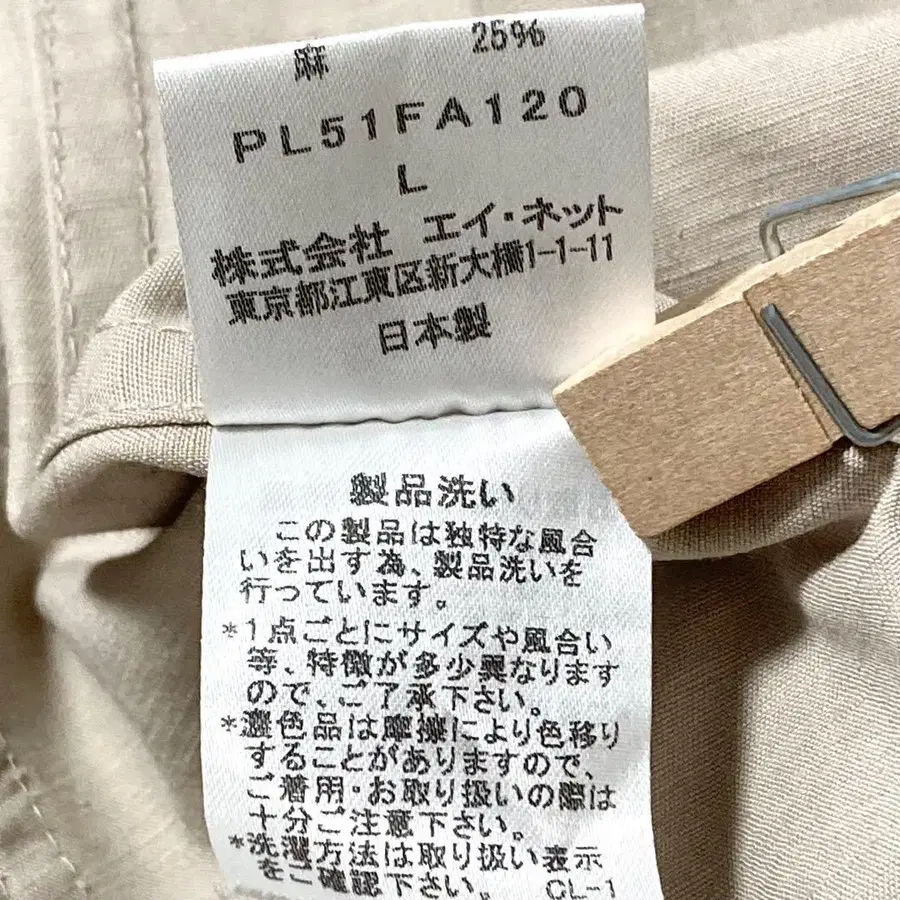 麻 25%
PL51FA120
L
株式会社 エイ・ネット
東京都江東区新大橋1-1-11
日本製
製品洗い
この製品は独特な風合
いを出す為、製品洗いを
行っています。
*1点ごとにサイズや風合い
等、特徴が多少異なります
ので、ご了承下さい。
*濃色品は摩擦により色移り
することがありますので、
ご着用・お取り扱いの際は
十分ご注意下さい。
*洗濯方法は取り扱い表示
をご確認下さい。 CL-1